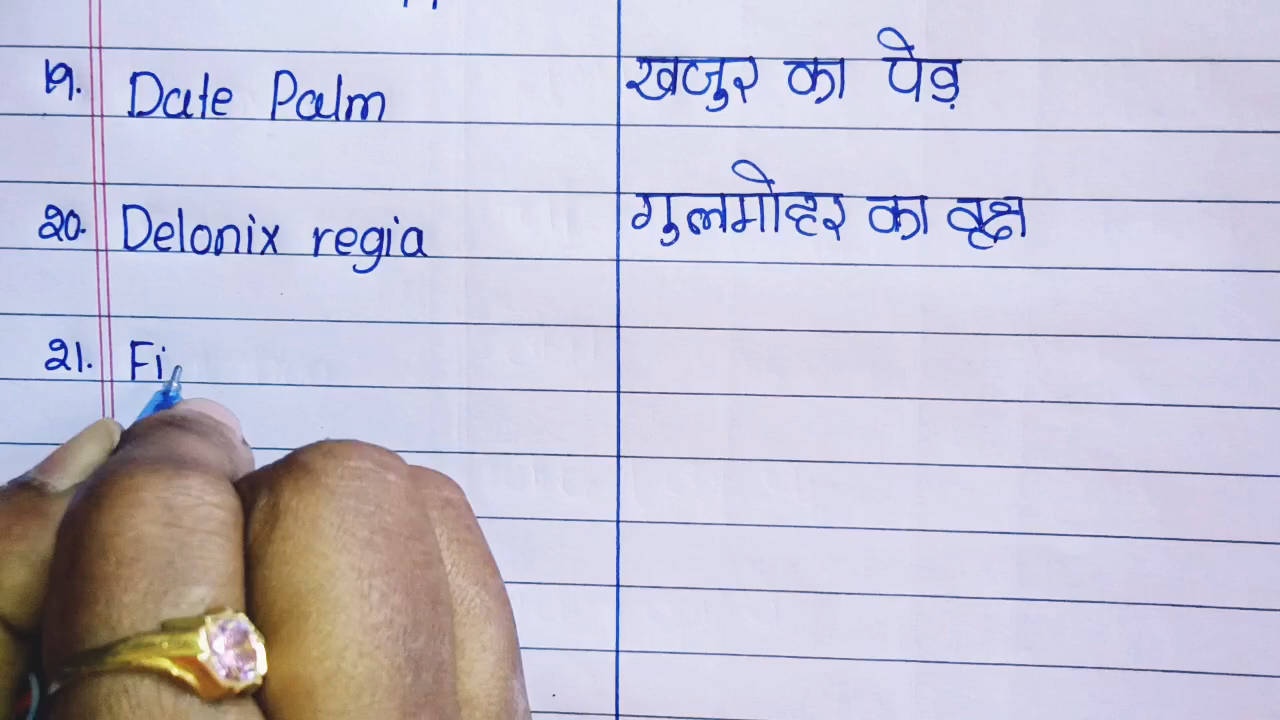 19. Date Palm खजुर का पेड़
20. Delonix regia गुलमोहर का वृक्ष
21. Fi